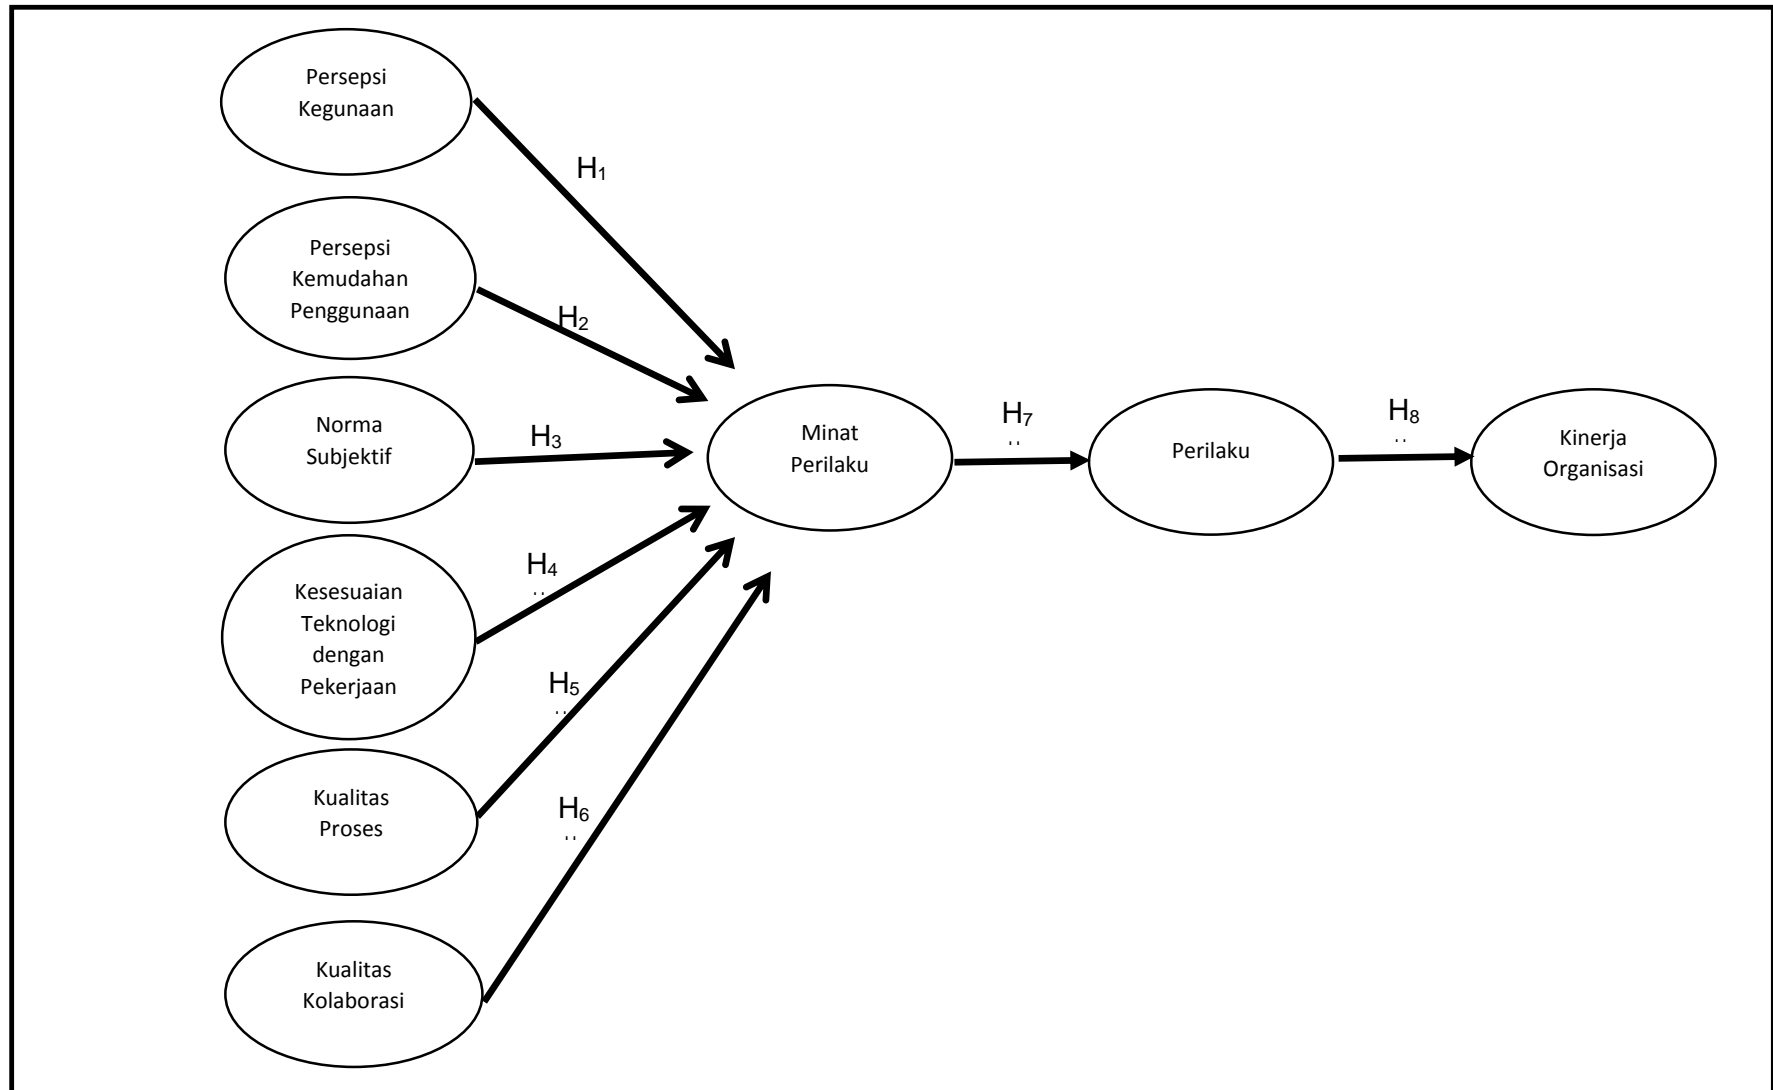 Persepsi
Kegunaan
H₁
Persepsi
Kemudahan
Penggunaan
H₂
Norma
Subjektif
H₃
Kesesuaian
Teknologi
dengan
Pekerjaan
H₄
Kualitas
Proses
H₅
Kualitas
Kolaborasi
H₆
Minat
Perilaku
H₇
Perilaku
H₈
Kinerja
Organisasi